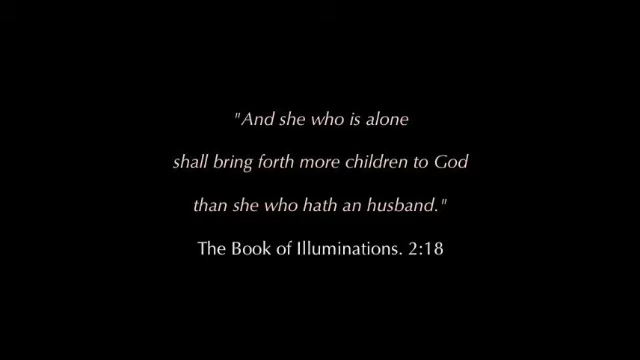 "And she who is alone
shall bring forth more children to God
than she who hath an husband."
The Book of Illuminations. 2:18